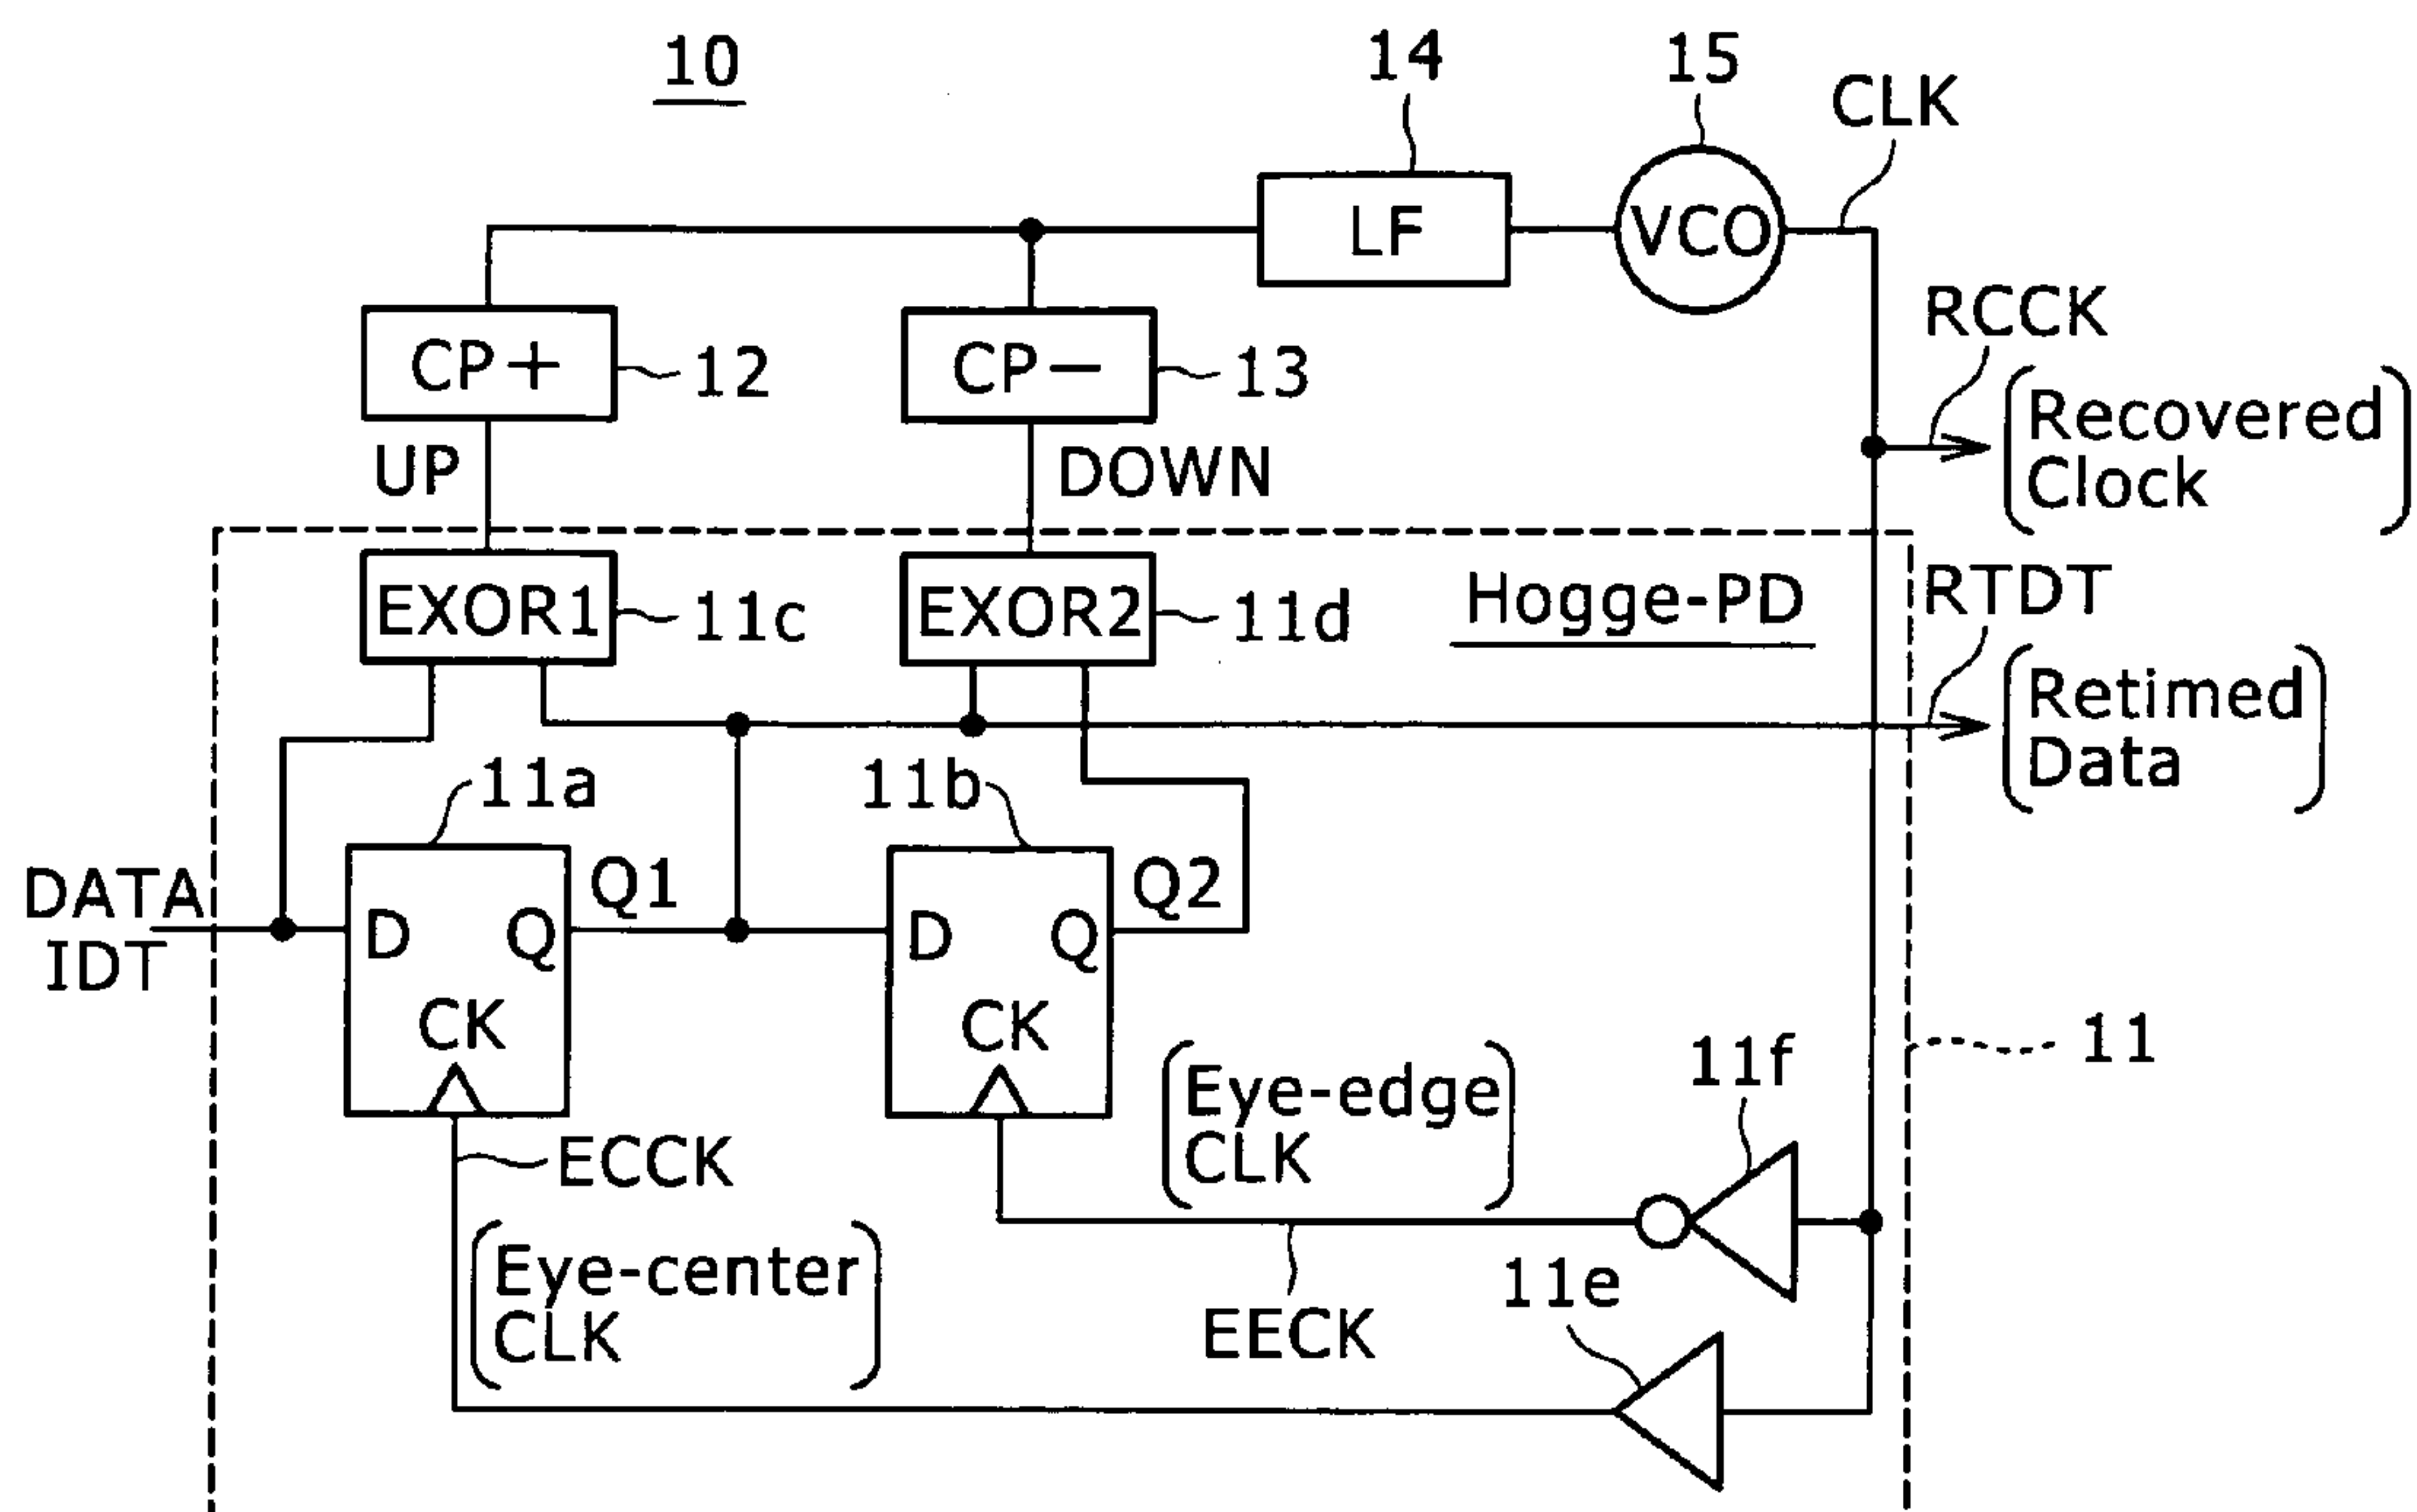 10
14
15
CLK
LF
VCO
RCCK
Recovered
Clock
CP+
12
CP−
13
UP
DOWN
EXOR1
11c
EXOR2
11d
Hogge-PD
RTDT
Retimed
Data
11a
11b
DATA
IDT
D
Q
CK
Q1
D
Q
CK
Q2
Eye-edge
CLK
11f
11
ECCK
Eye-center
CLK
EECK
11e